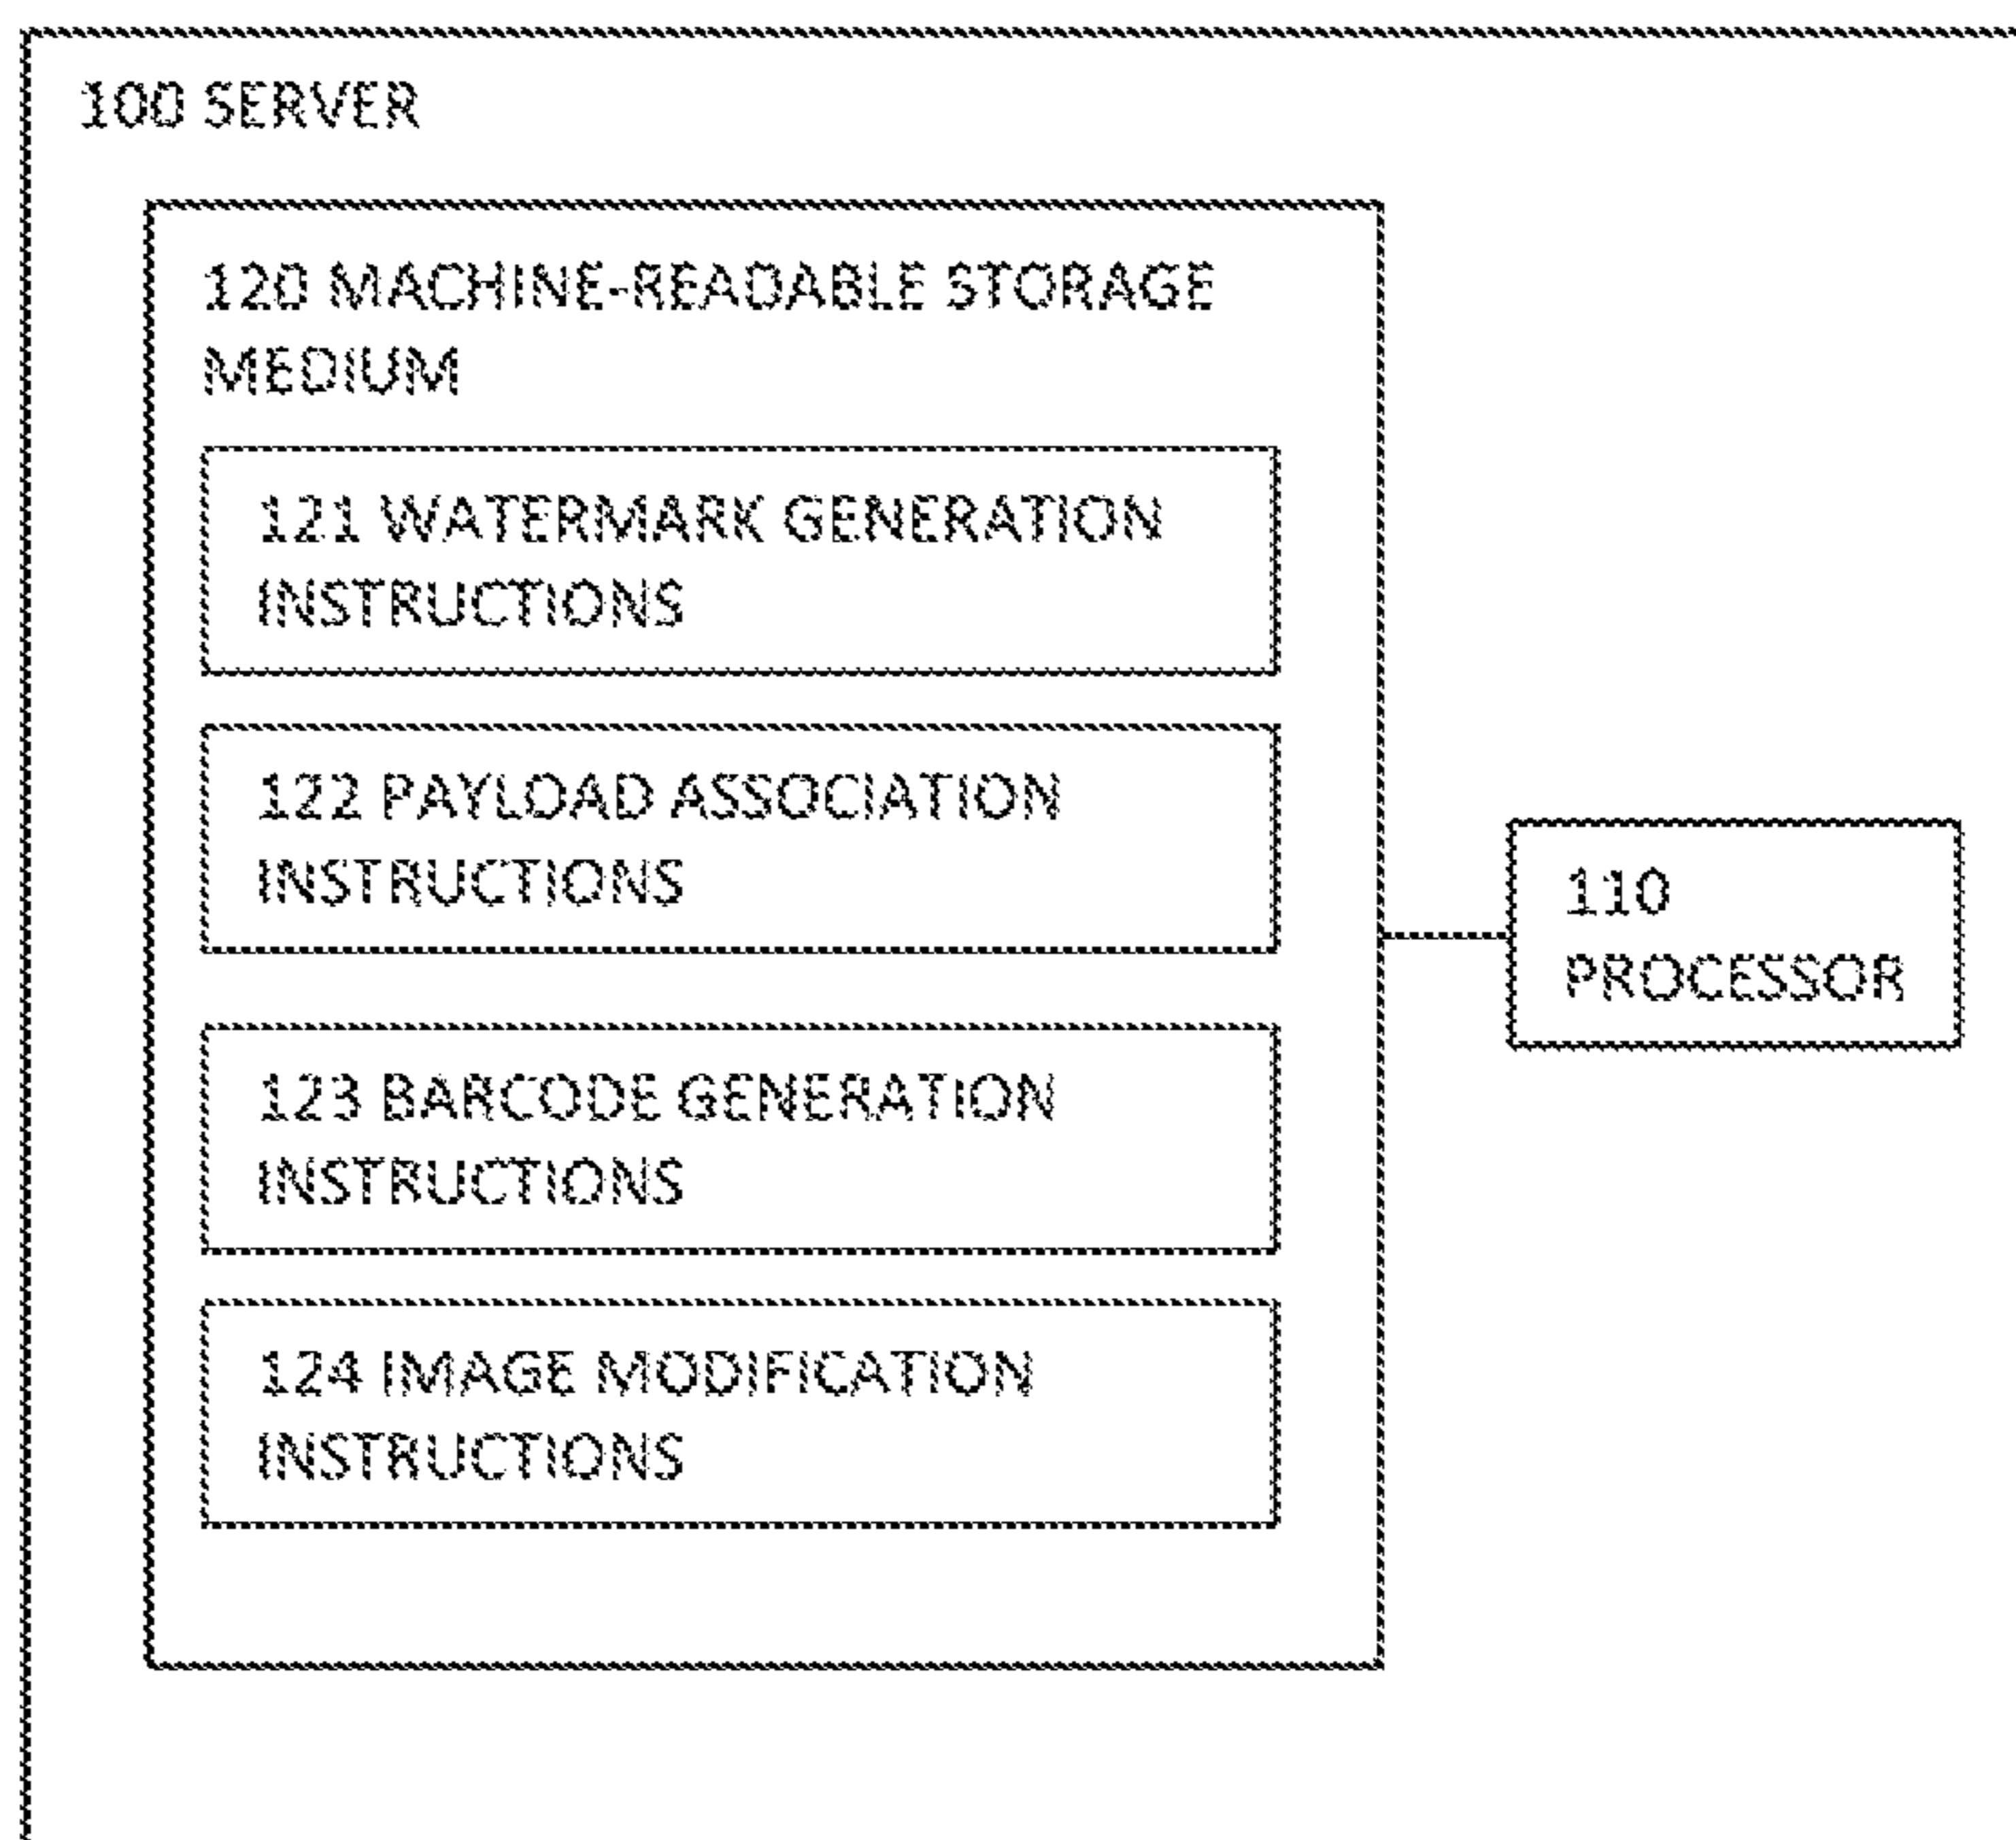 100 SERVER
120 MACHINE-READABLE STORAGE
MEDIUM
121 WATERMARK GENERATION
INSTRUCTIONS
122 PAYLOAD ASSOCIATION
INSTRUCTIONS
110
PROCESSOR
123 BARCODE GENERATION
INSTRUCTIONS
124 IMAGE MODIFICATION
INSTRUCTIONS